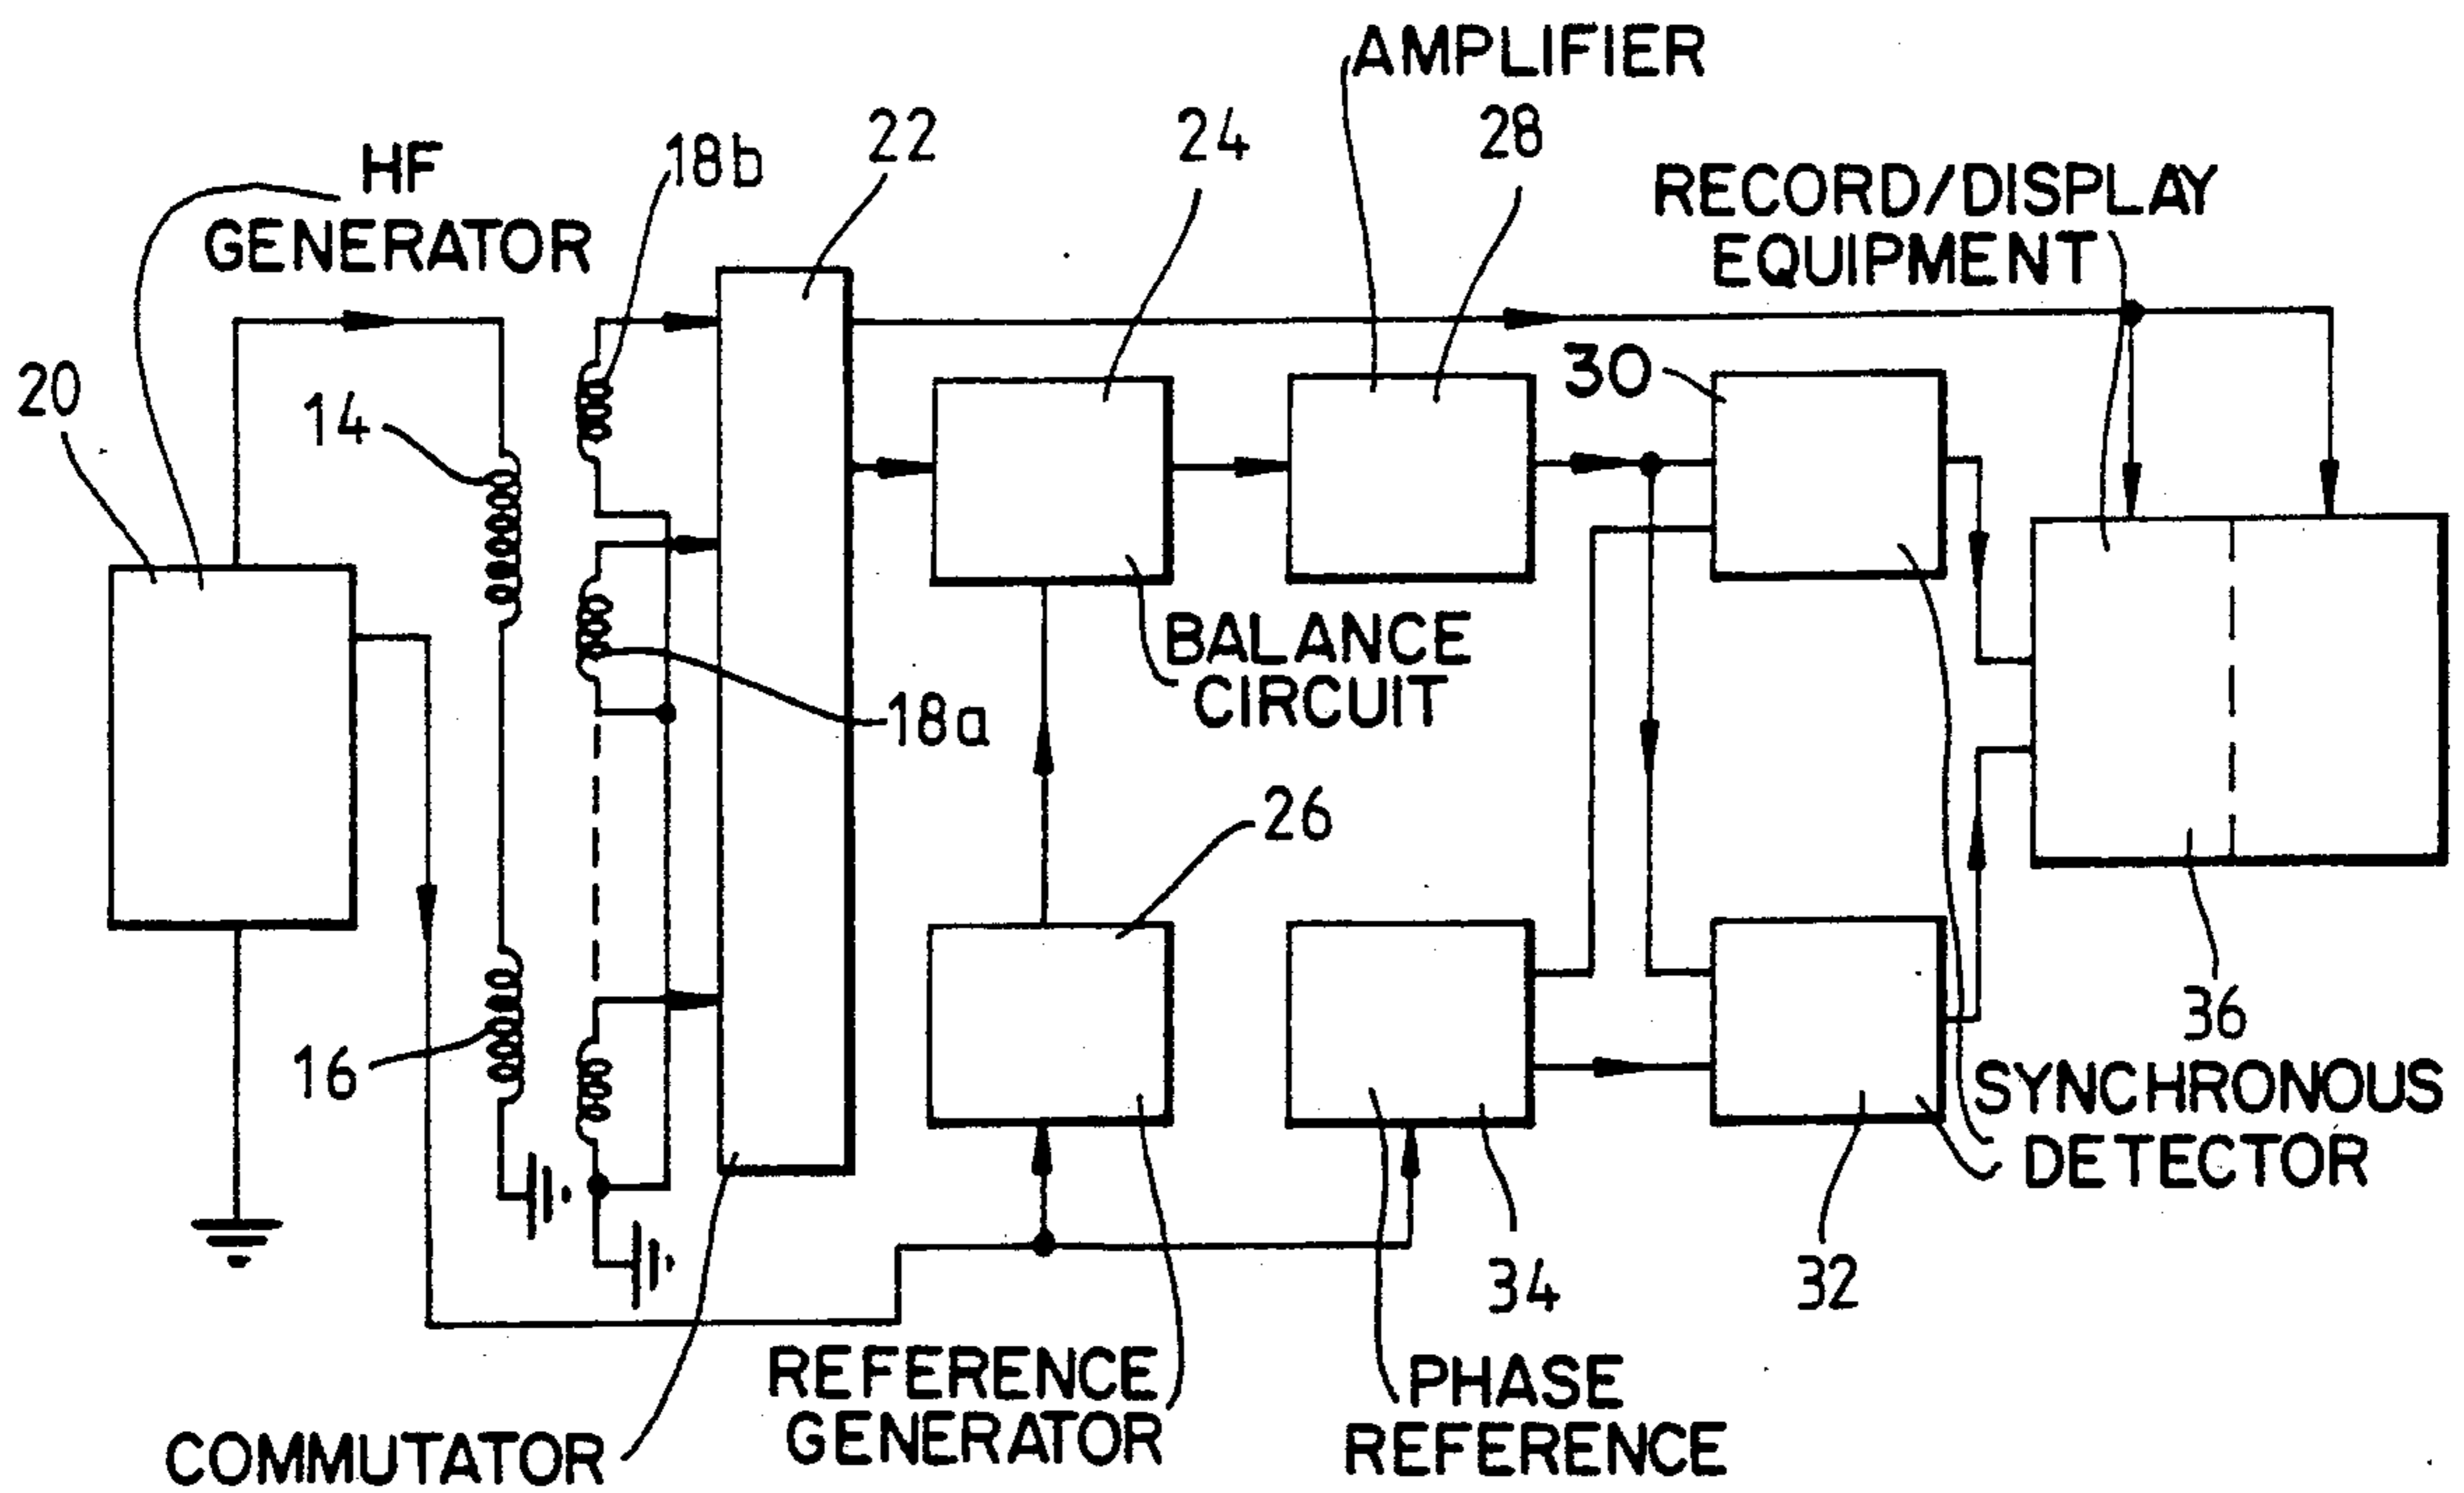 AMPLIFIER
28
HF
GENERATOR
18b
22
24
RECORD/DISPLAY
EQUIPMENT
20
14
30
18a
BALANCE
CIRCUIT
26
16
36
SYNCHRONOUS
DETECTOR
34
32
REFERENCE
GENERATOR
PHASE
REFERENCE
COMMUTATOR